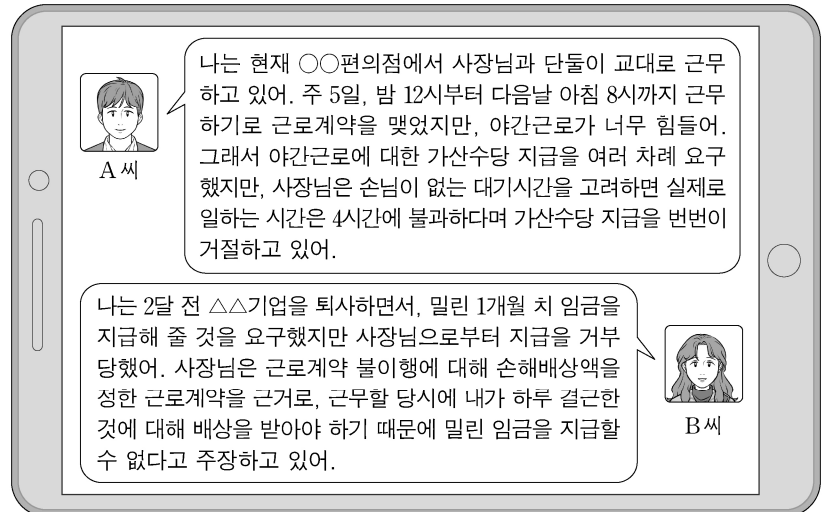 나는 현재 ○○편의점에서 사장님과 단둘이 교대로 근무
하고 있어. 주 5일, 밤 12시부터 다음날 아침 8시까지 근무
하기로 근로계약을 맺었지만, 야간근로가 너무 힘들어.
그래서 야간근로에 대한 가산수당 지급을 여러 차례 요구
했지만, 사장님은 손님이 없는 대기시간을 고려하면 실제로
일하는 시간은 4시간에 불과하다며 가산수당 지급을 번번이
거절하고 있어.
A 씨
나는 2달 전 △△기업을 퇴사하면서, 밀린 1개월 치 임금을
지급해 줄 것을 요구했지만 사장님으로부터 지급을 거부
당했어. 사장님은 근로계약 불이행에 대해 손해배상액을
정한 근로계약을 근거로, 근무할 당시에 내가 하루 결근한
것에 대해 배상을 받아야 하기 때문에 밀린 임금을 지급할
수 없다고 주장하고 있어.
B 씨